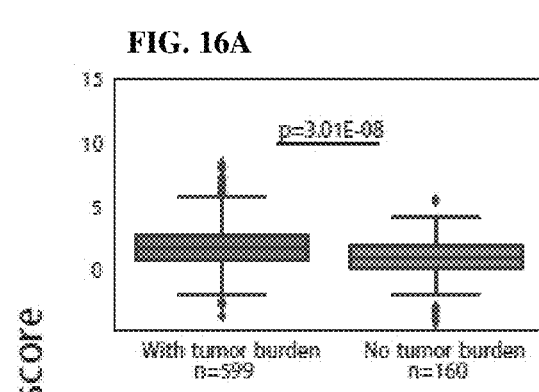 FIG. 16A
15
10
5
0
p=3.01E-08
With tumor burden
n=599
No tumor burden
n=160
score